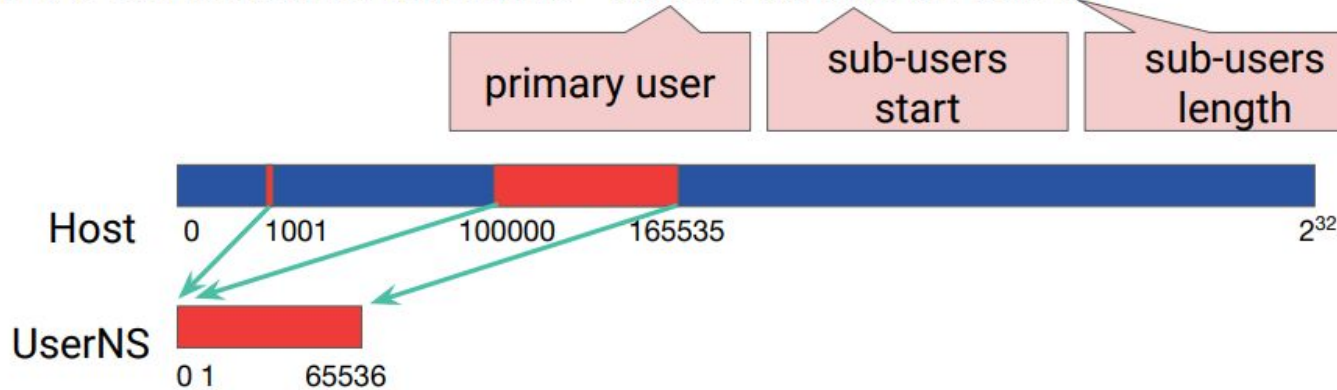 primary user
sub-users
start
sub-users
length
Host
0 1001 100000 165535 2³²
UserNS
0 1 65536